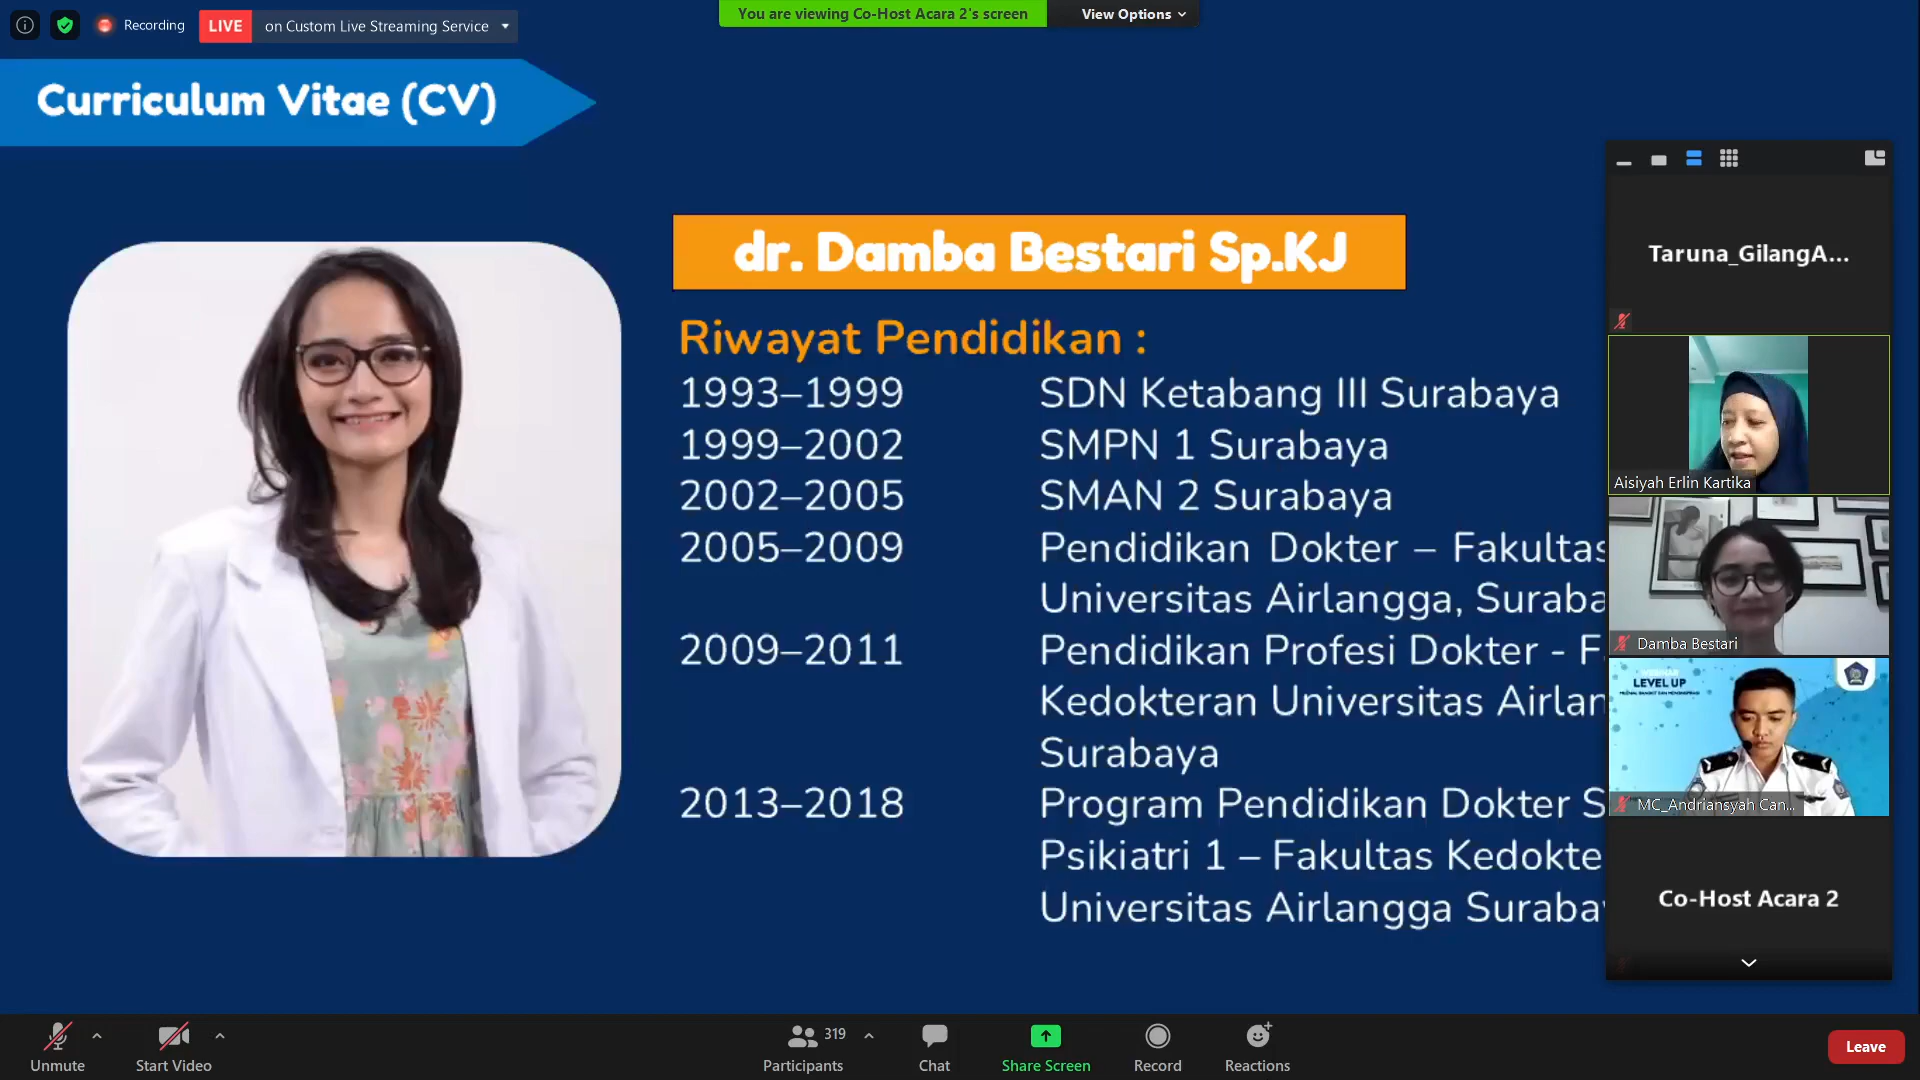 Recording
LIVE
on Custom Live Streaming Service
You are viewing Co-Host Acara 2's screen
View Options
Curriculum Vitae (CV)
dr. Damba Bestari Sp.KJ
Riwayat Pendidikan :
1993–1999 SDN Ketabang III Surabaya
1999–2002 SMPN 1 Surabaya
2002–2005 SMAN 2 Surabaya
2005–2009 Pendidikan Dokter – Fakultas
Universitas Airlangga, Suraba
2009–2011 Pendidikan Profesi Dokter - F
Kedokteran Universitas Airlan
Surabaya
2013–2018 Program Pendidikan Dokter S
Psikiatri 1 – Fakultas Kedokte
Universitas Airlangga Suraba
Taruna_GilangA...
Aisiyah Erlin Kartika
Damba Bestari
LEVEL UP
MC_Andriansyah Can...
Co-Host Acara 2
Unmute
Start Video
319
Participants
Chat
Share Screen
Record
Reactions
Leave